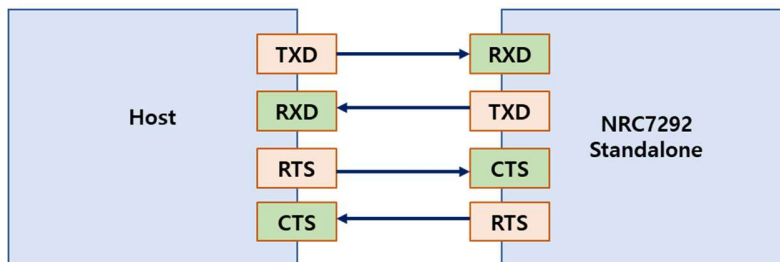 TXD
RXD
Host
RXD
TXD
NRC7292
Standalone
RTS
CTS
CTS
RTS